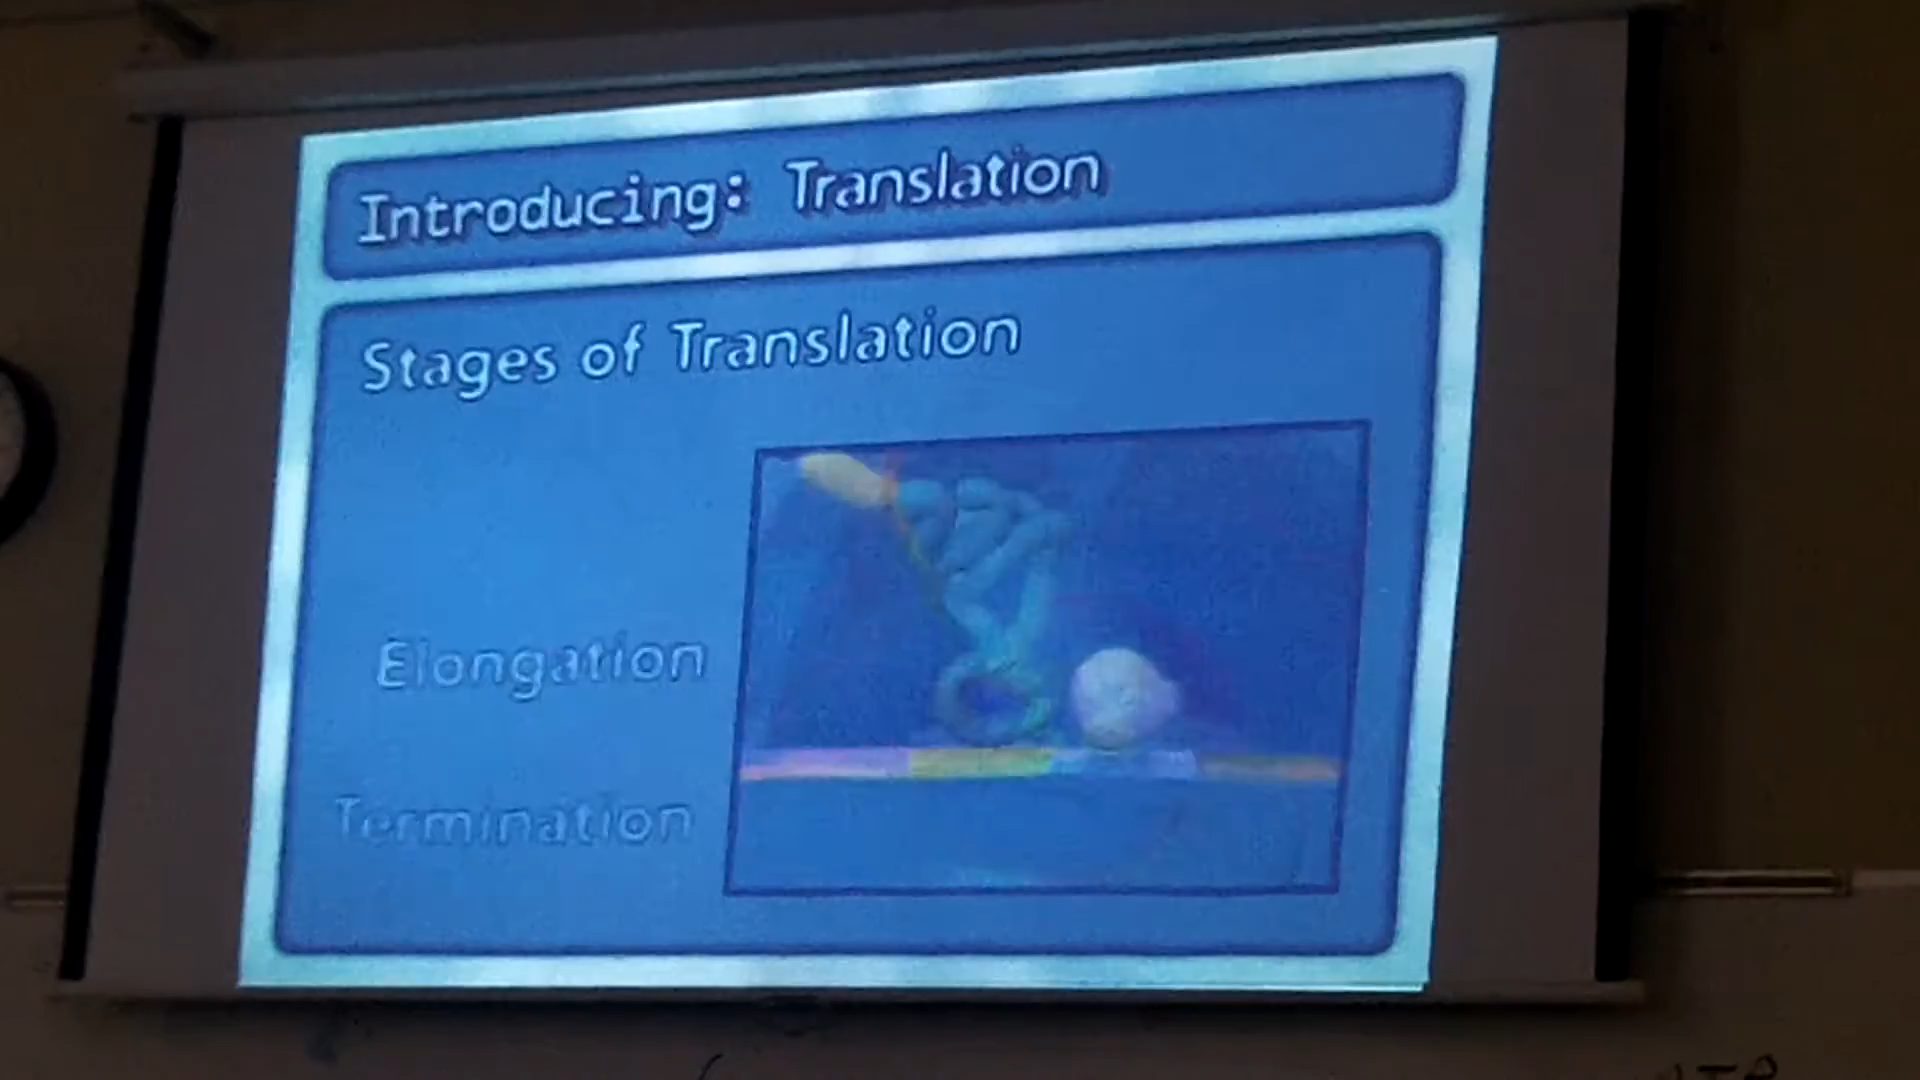 Introducing: Translation
Stages of Translation
Elongation
Termination